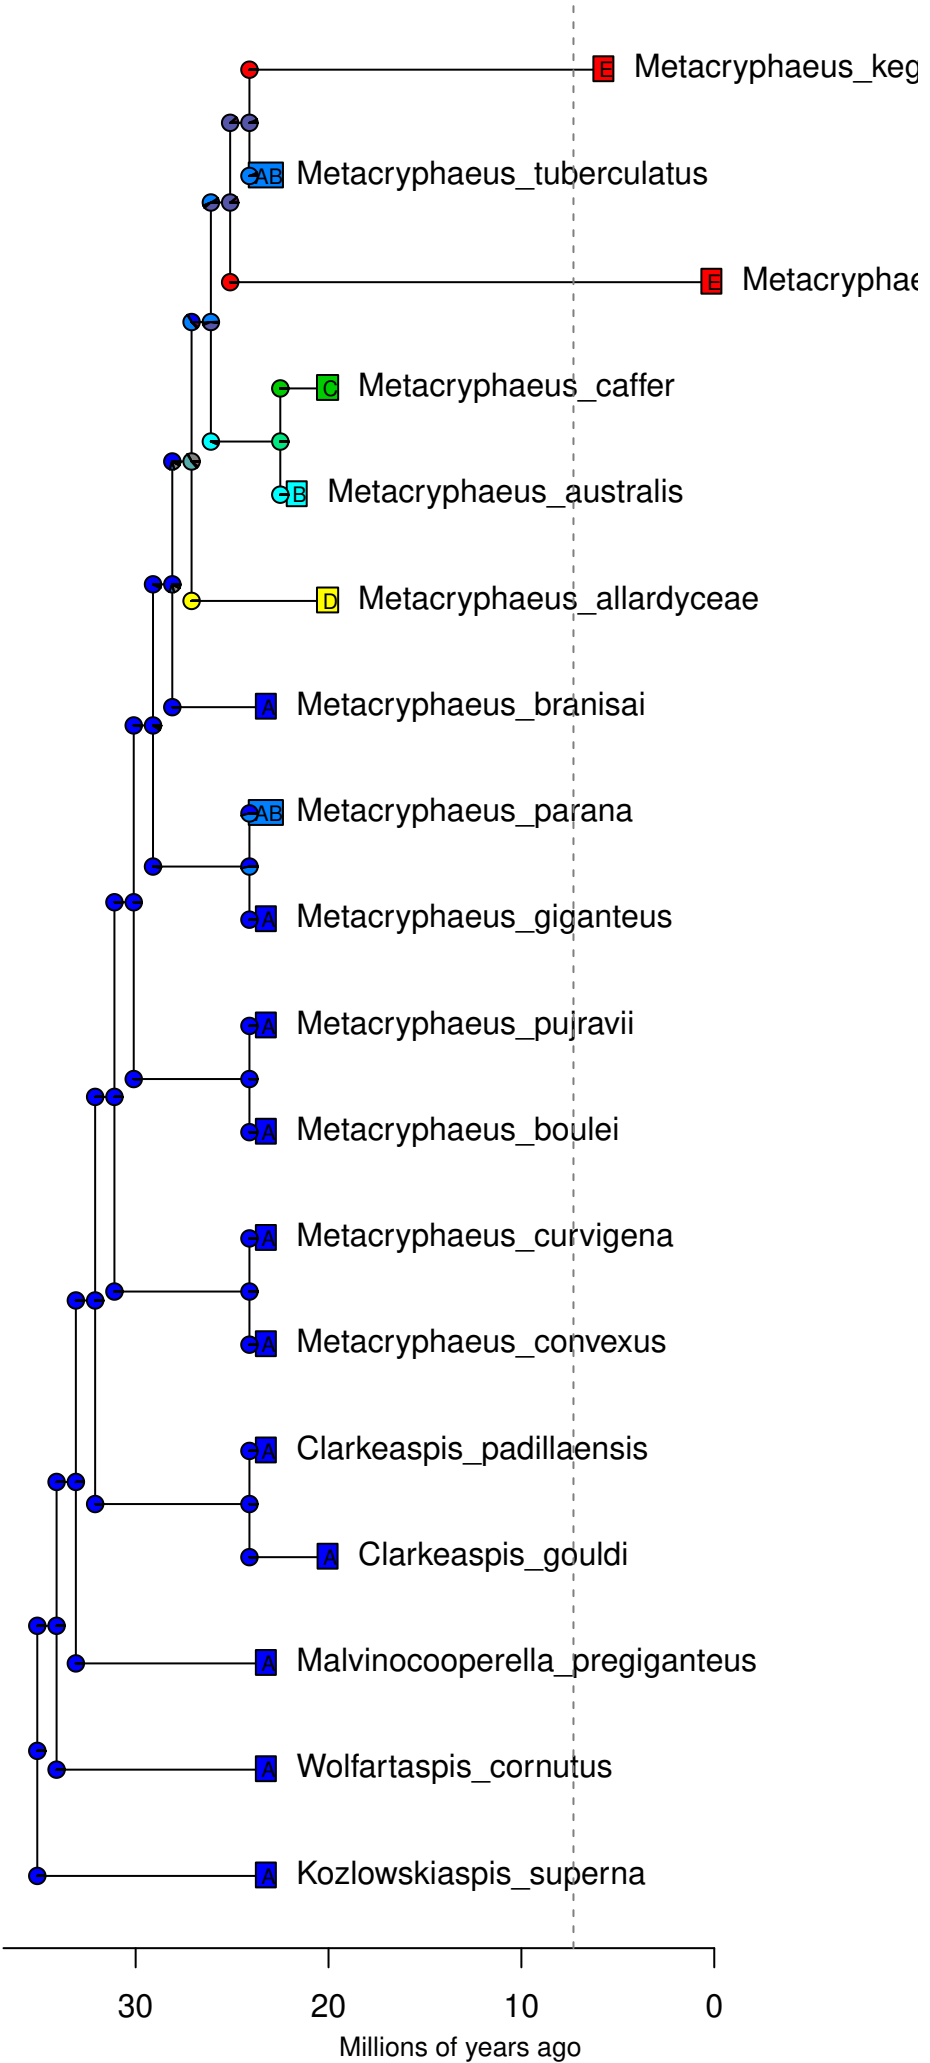 E Metacryphaeus_keg
AB Metacryphaeus_tuberculatus
E Metacryphae
C Metacryphaeus_caffer
B Metacryphaeus_australis
D Metacryphaeus_allardyceae
A Metacryphaeus_branisai
AB Metacryphaeus_parana
A Metacryphaeus_giganteus
A Metacryphaeus_pujravii
A Metacryphaeus_boulei
A Metacryphaeus_curvigena
A Metacryphaeus_convexus
A Clarkeaspis_padillaensis
A Clarkeaspis_gouldi
A Malvinocooperella_pregiganteus
A Wolfartaspis_cornutus
A Kozlowskiaspis_superna
30 20 10 0
Millions of years ago